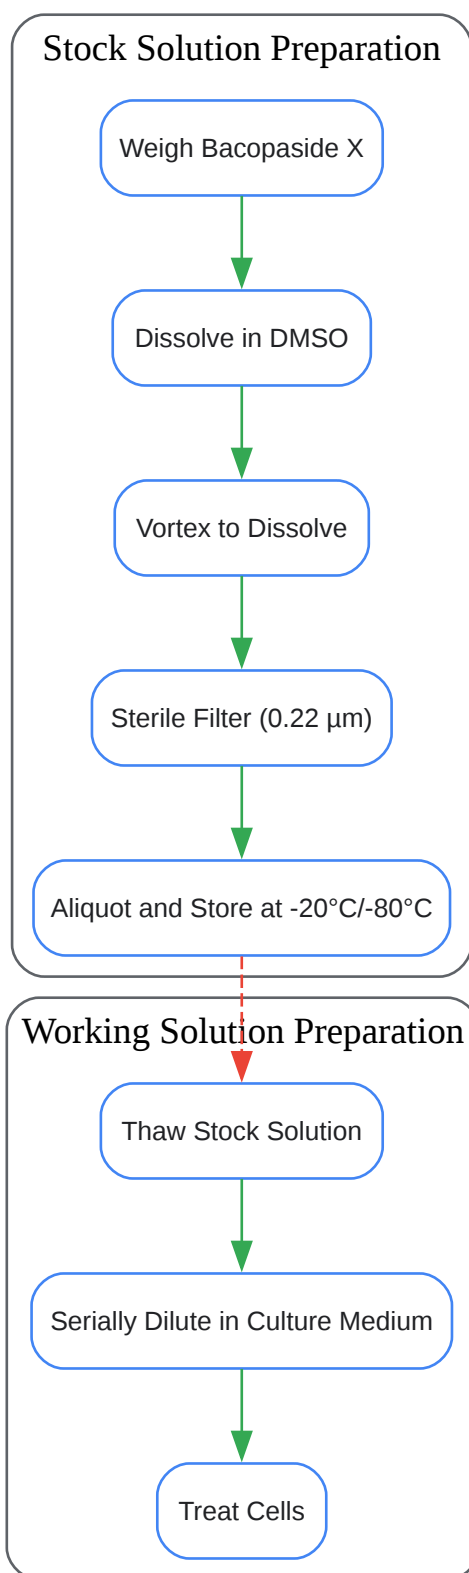 Stock Solution Preparation
Weigh Bacopaside X
Dissolve in DMSO
Vortex to Dissolve
Sterile Filter (0.22 µm)
Aliquot and Store at -20°C/-80°C
Working Solution Preparation
Thaw Stock Solution
Serially Dilute in Culture Medium
Treat Cells